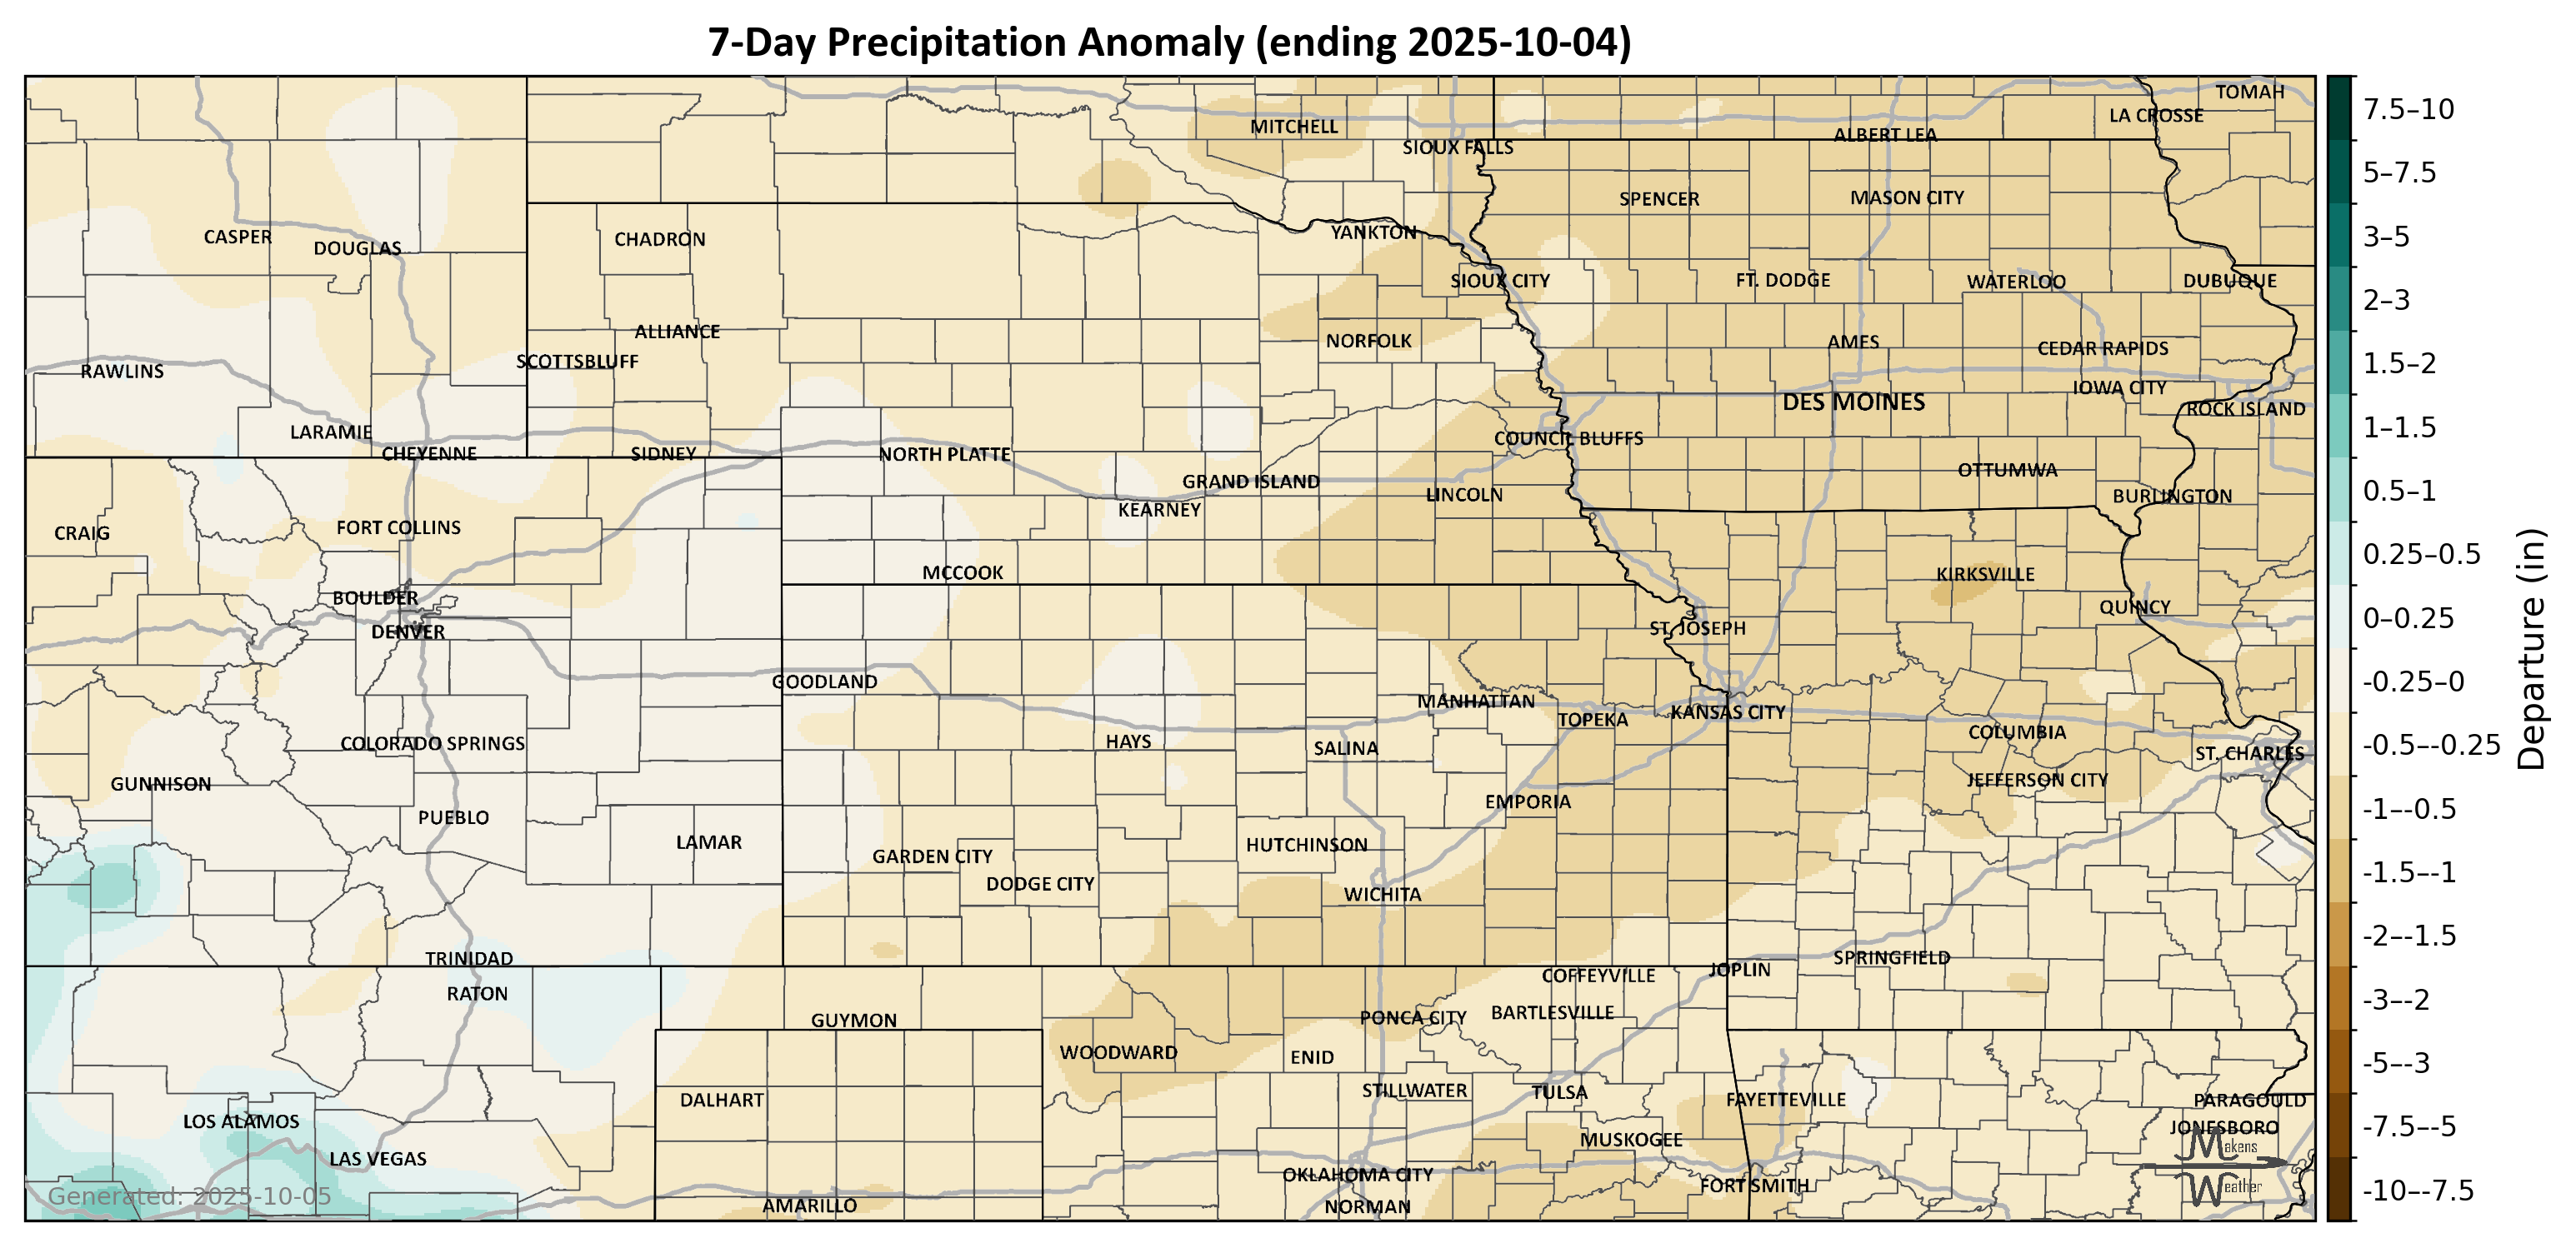 7-Day Precipitation Anomaly (ending 2025-10-04)
TOMAH
LA CROSSE
MITCHELL
ALBERT LEA
SIOUX FALLS
SPENCER
MASON CITY
YANKTON
CASPER
CHADRON
DOUGLAS
SIOUX CITY
FT. DODGE
WATERLOO
DUBUQUE
ALLIANCE
NORFOLK
AMES
CEDAR RAPIDS
SCOTTSBLUFF
RAWLINS
IOWA CITY
DES MOINES
ROCK ISLAND
LARAMIE
COUNCIL BLUFFS
CHEYENNE
SIDNEY
NORTH PLATTE
OTTUMWA
GRAND ISLAND
LINCOLN
BURLINGTON
KEARNEY
CRAIG
FORT COLLINS
MCCOOK
KIRKSVILLE
BOULDER
QUINCY
DENVER
ST. JOSEPH
GOODLAND
MANHATTAN
TOPEKA
KANSAS CITY
COLUMBIA
COLORADO SPRINGS
HAYS
SALINA
ST. CHARLES
GUNNISON
JEFFERSON CITY
EMPORIA
PUEBLO
LAMAR
HUTCHINSON
GARDEN CITY
DODGE CITY
WICHITA
TRINIDAD
SPRINGFIELD
JOPLIN
COFFEYVILLE
RATON
BARTLESVILLE
GUYMON
PONCA CITY
WOODWARD
ENID
STILLWATER
TULSA
DALHART
FAYETTEVILLE
PARAGOULD
LOS ALAMOS
JONESBORO
MUSKOGEE
LAS VEGAS
OKLAHOMA CITY
FORT SMITH
AMARILLO
NORMAN
Generated: 2025-10-05
Makens
Weather
7.5–10
5–7.5
3–5
2–3
1.5–2
1–1.5
0.5–1
0.25–0.5
0–0.25
-0.25–0
-0.5–-0.25
-1–-0.5
-1.5–-1
-2–-1.5
-3–-2
-5–-3
-7.5–-5
-10–-7.5
Departure (in)